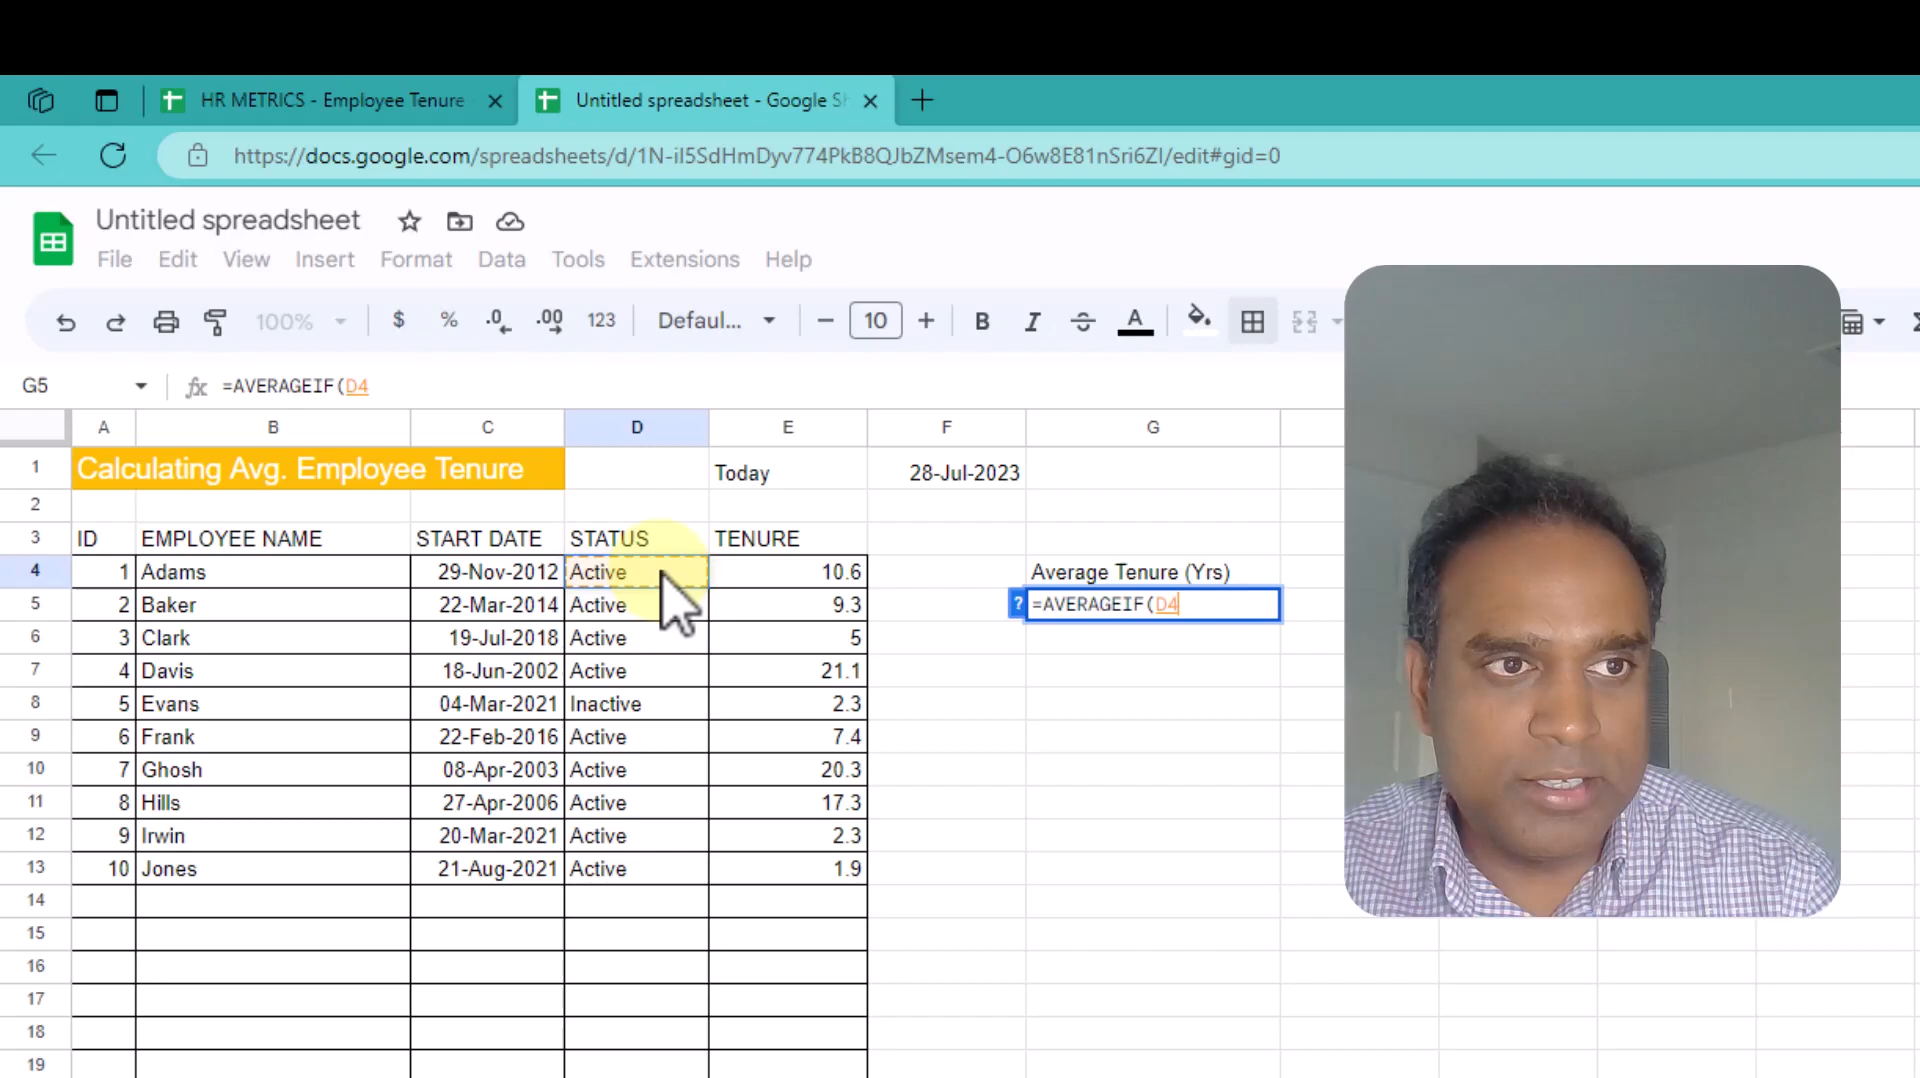 HR METRICS - Employee Tenure
Untitled spreadsheet - Google Sh
https://docs.google.com/spreadsheets/d/1N-iI5SdHmDyv774PkB8QJbZMsem4-O6w8E81nSri6ZI/edit#gid=0
Untitled spreadsheet
File Edit View Insert Format Data Tools Extensions Help
100% $ % .0 .00 123 Defaul... 10 B I A
G5 fx =AVERAGEIF(D4
A B C D E F G
1 Calculating Avg. Employee Tenure Today 28-Jul-2023
2
3 ID EMPLOYEE NAME START DATE STATUS TENURE
4 1 Adams 29-Nov-2012 Active 10.6 Average Tenure (Yrs)
5 2 Baker 22-Mar-2014 Active 9.3 ? =AVERAGEIF(D4
6 3 Clark 19-Jul-2018 Active 5
7 4 Davis 18-Jun-2002 Active 21.1
8 5 Evans 04-Mar-2021 Inactive 2.3
9 6 Frank 22-Feb-2016 Active 7.4
10 7 Ghosh 08-Apr-2003 Active 20.3
11 8 Hills 27-Apr-2006 Active 17.3
12 9 Irwin 20-Mar-2021 Active 2.3
13 10 Jones 21-Aug-2021 Active 1.9
14
15
16
17
18
19